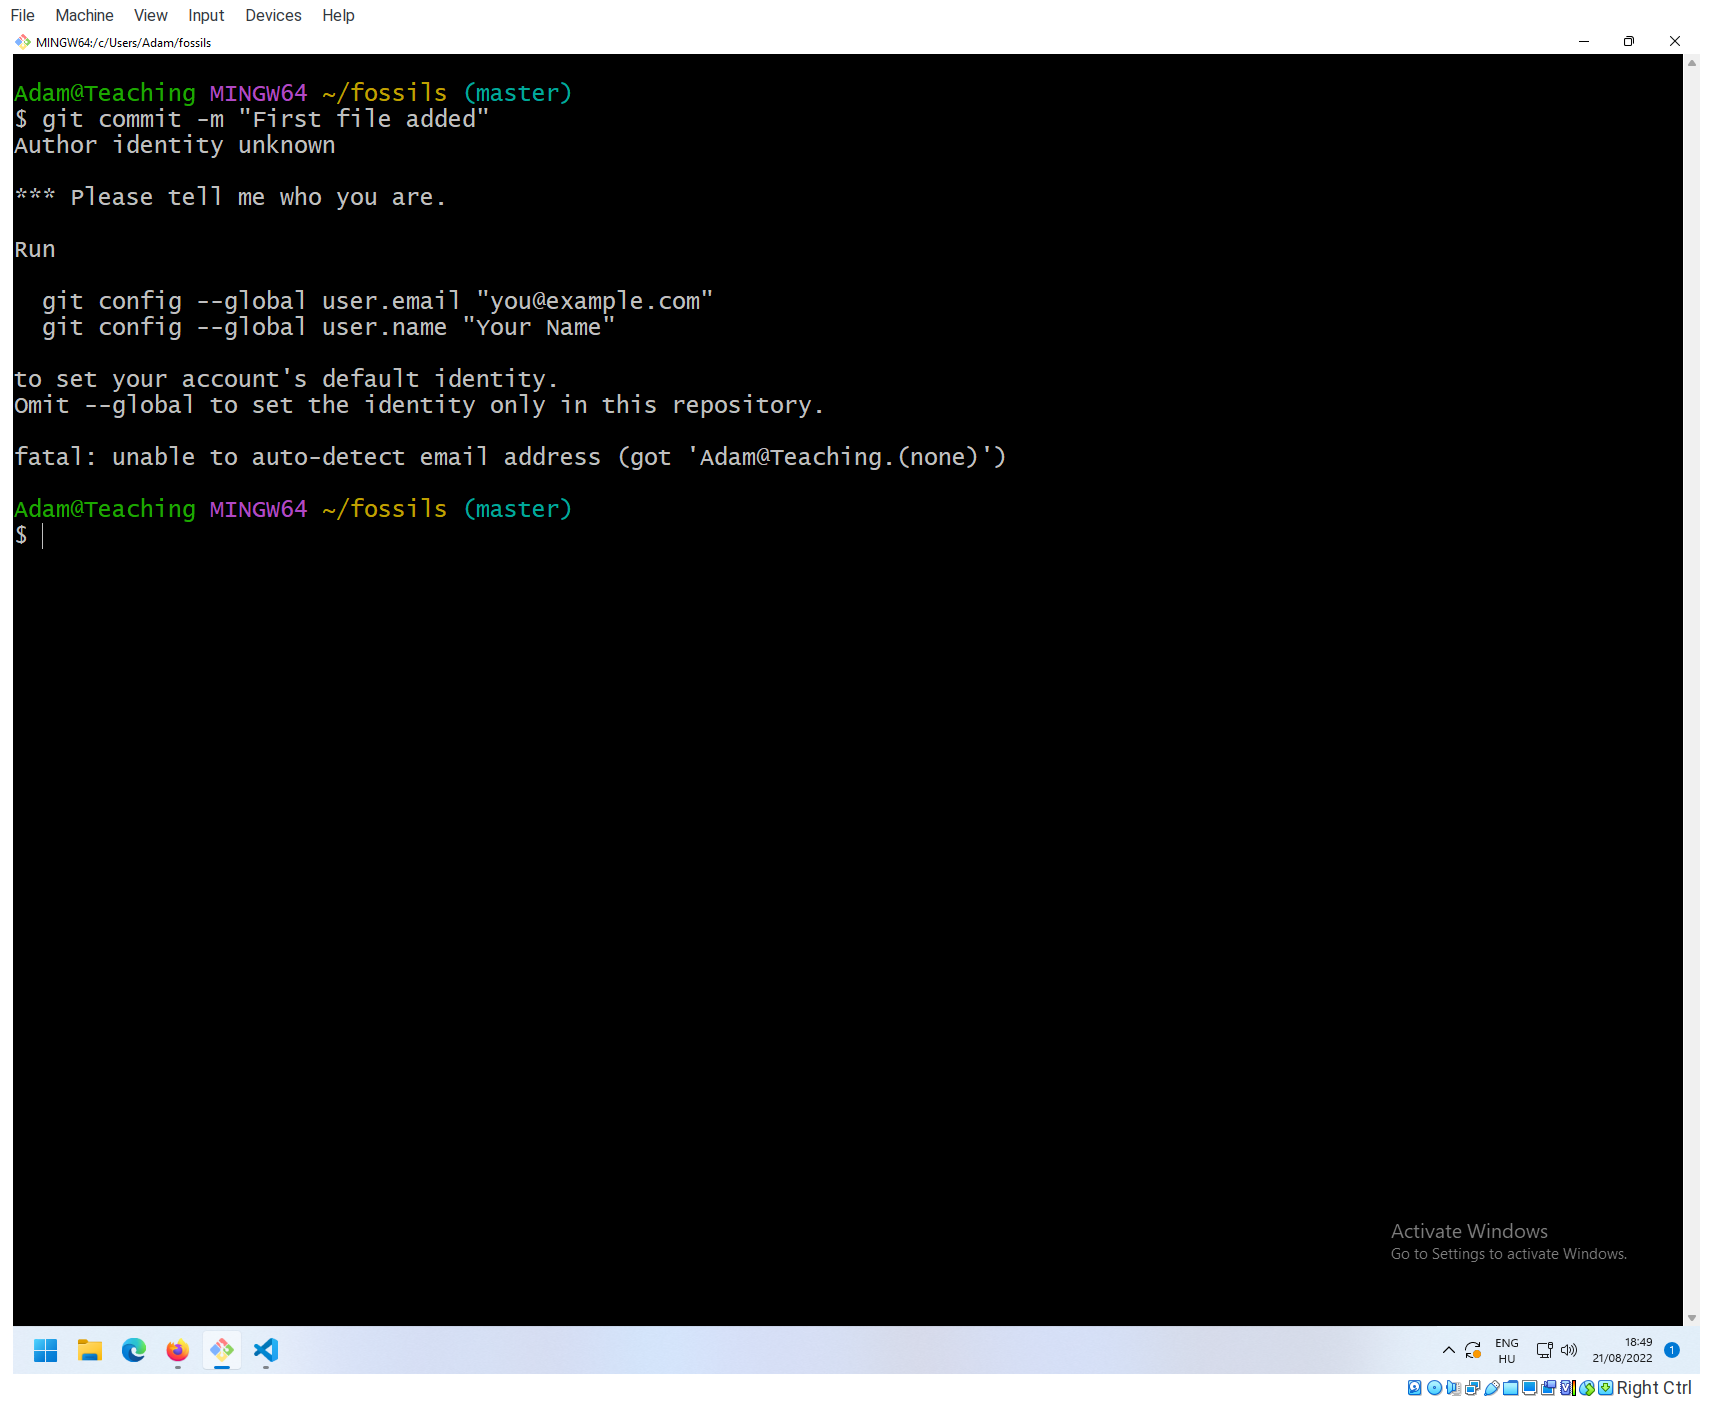 File Machine View Input Devices Help
MINGW64:/c/Users/Adam/fossils
Adam@Teaching MINGW64 ~/fossils (master)
$ git commit -m "First file added"
Author identity unknown
*** Please tell me who you are.
Run
git config --global user.email "you@example.com"
git config --global user.name "Your Name"
to set your account's default identity.
Omit --global to set the identity only in this repository.
fatal: unable to auto-detect email address (got 'Adam@Teaching.(none)')
Adam@Teaching MINGW64 ~/fossils (master)
$
Activate Windows
Go to Settings to activate Windows.
ENG
HU
18:49
21/08/2022
1
Right Ctrl